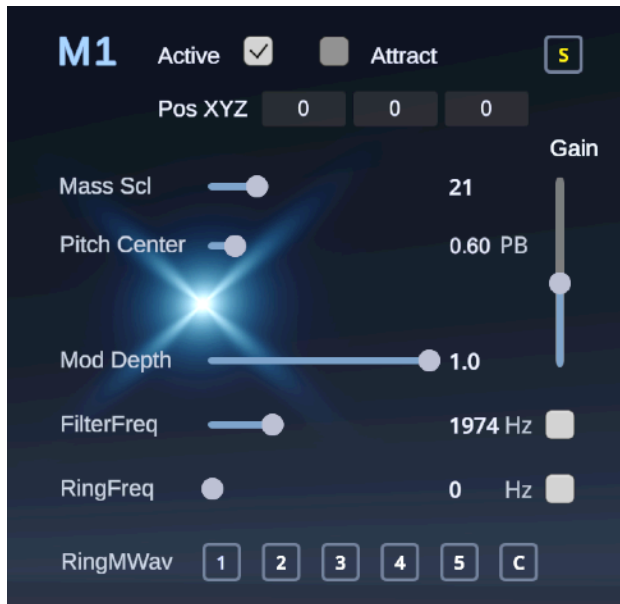 M1 Active Attract S
Pos XYZ 0 0 0
Gain
Mass Scl 21
Pitch Center 0.60 PB
Mod Depth 1.0
FilterFreq 1974 Hz
RingFreq 0 Hz
RingMWav 1 2 3 4 5 C